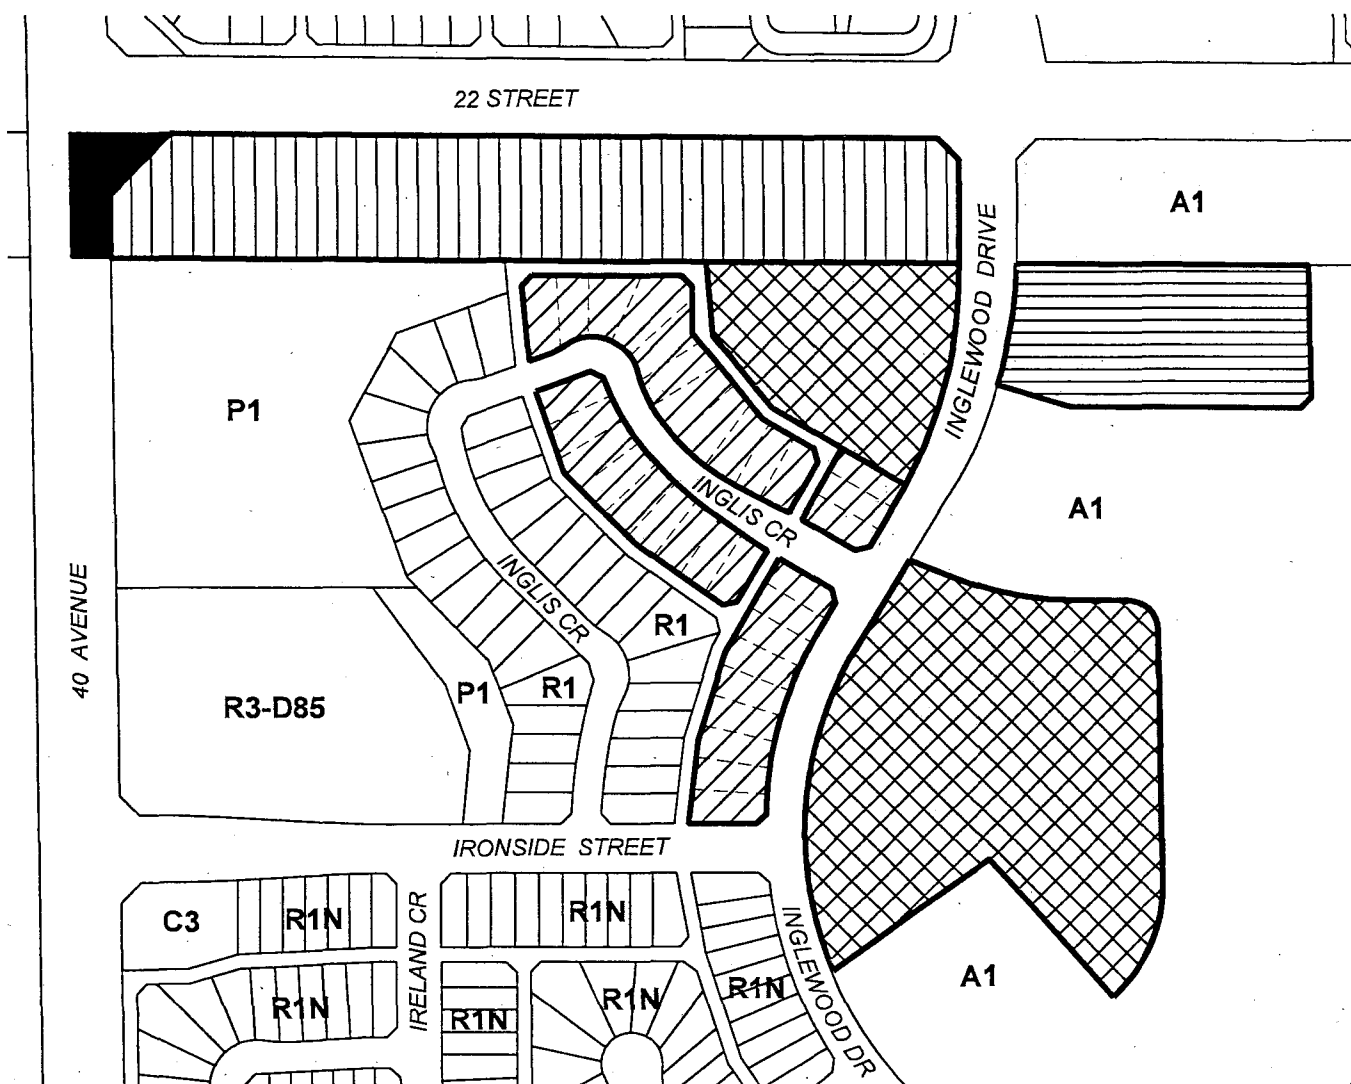 22 STREET
A1
INGLEWOOD DRIVE
P1
INGLIS CR
A1
40 AVENUE
INGLIS CR
R1
P1
R1
R3-D85
IRONSIDE STREET
C3
R1N
R1N
IRELAND CR
INGLEWOOD DR
A1
R1N
R1N
R1N
R1N